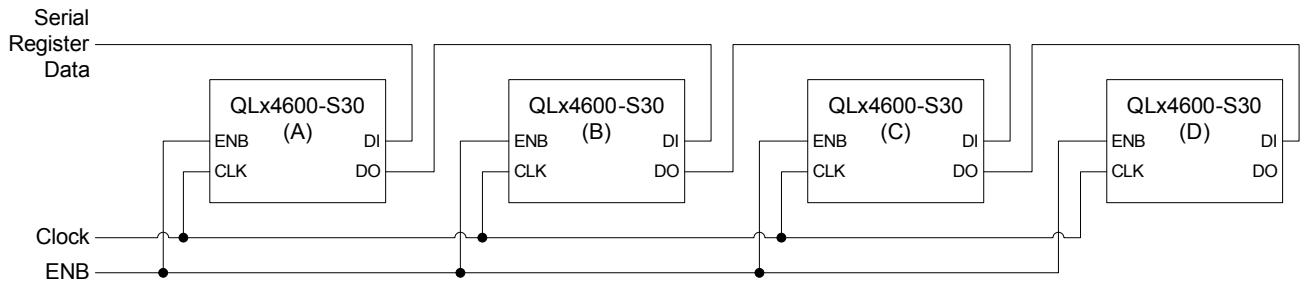 Serial
Register
Data
QLx4600-S30
(A)
ENB
DI
CLK
DO
QLx4600-S30
(B)
ENB
DI
CLK
DO
QLx4600-S30
(C)
ENB
DI
CLK
DO
QLx4600-S30
(D)
ENB
DI
CLK
DO
Clock
ENB